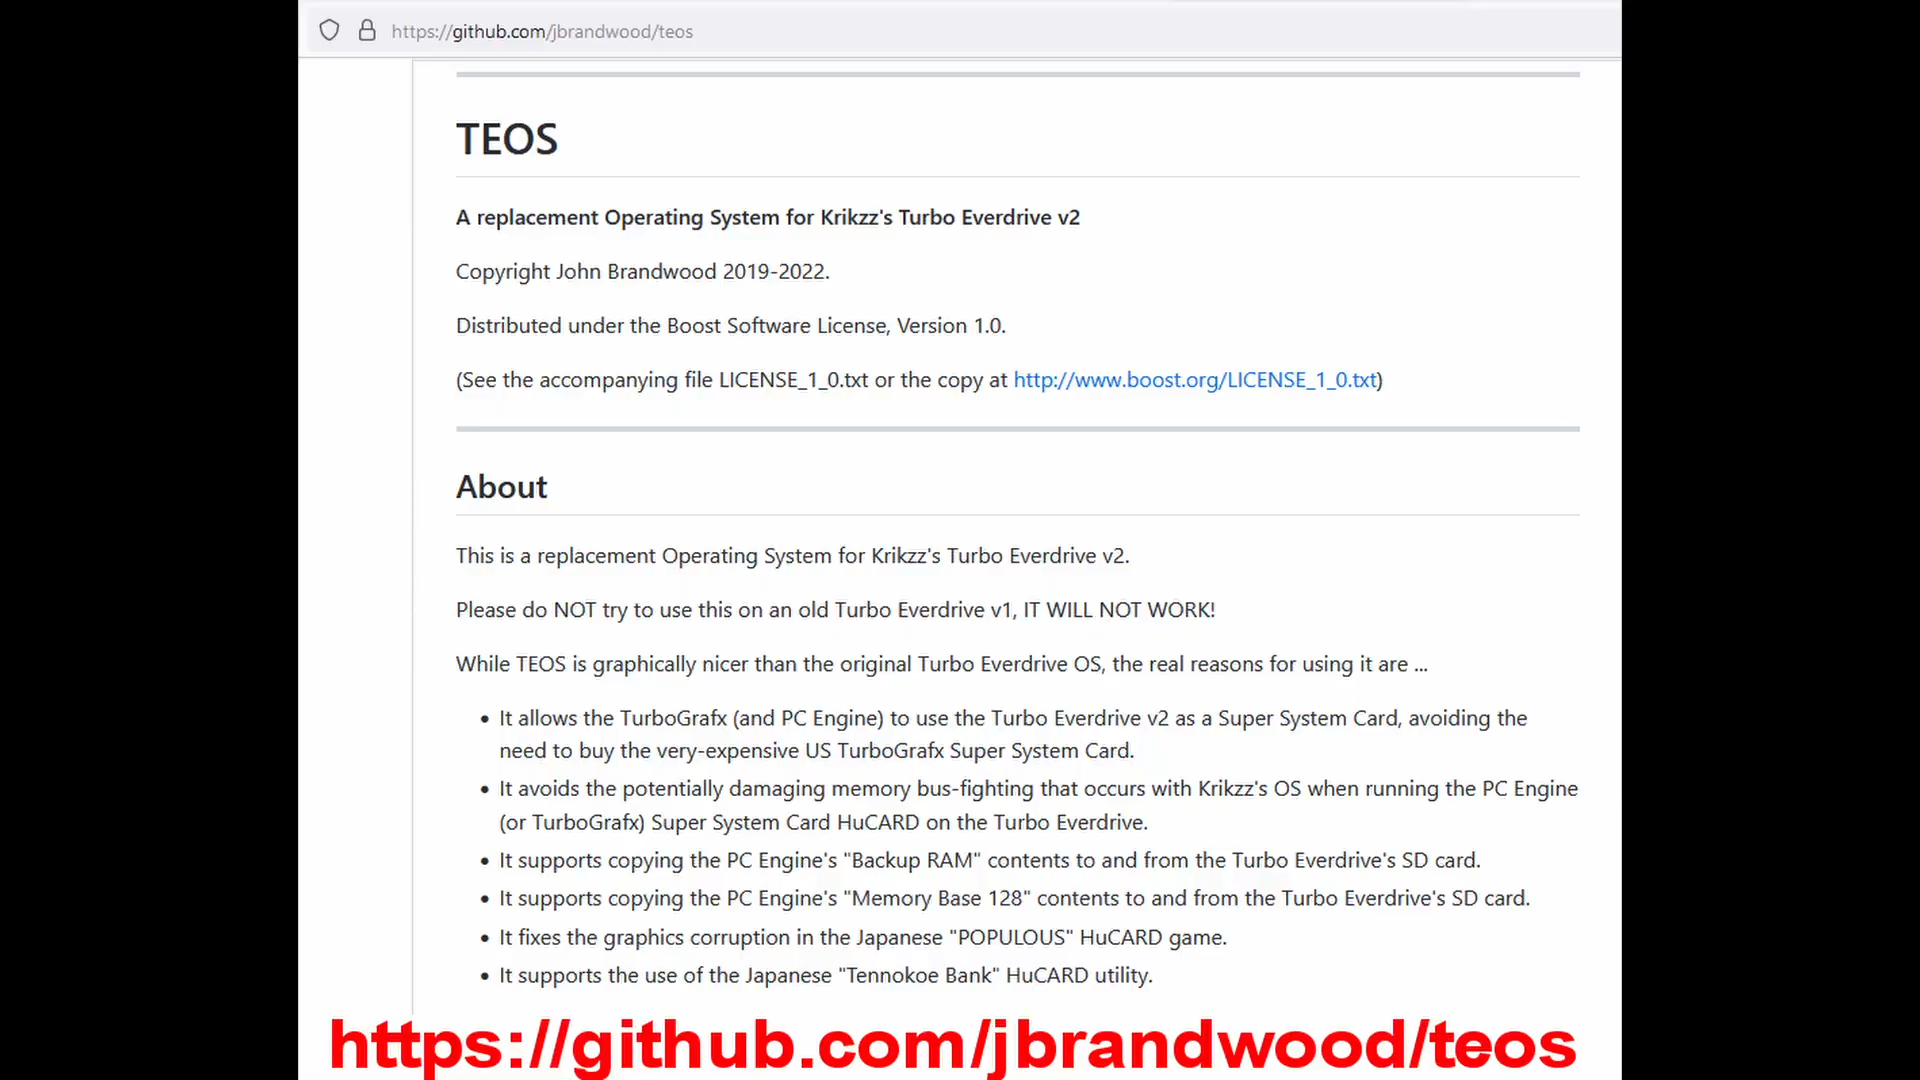 https://github.com/jbrandwood/teos
TEOS
A replacement Operating System for Krikzz's Turbo Everdrive v2
Copyright John Brandwood 2019-2022.
Distributed under the Boost Software License, Version 1.0.
(See the accompanying file LICENSE_1_0.txt or the copy at http://www.boost.org/LICENSE_1_0.txt)
About
This is a replacement Operating System for Krikzz's Turbo Everdrive v2.
Please do NOT try to use this on an old Turbo Everdrive v1, IT WILL NOT WORK!
While TEOS is graphically nicer than the original Turbo Everdrive OS, the real reasons for using it are ...
• It allows the TurboGrafx (and PC Engine) to use the Turbo Everdrive v2 as a Super System Card, avoiding the
need to buy the very-expensive US TurboGrafx Super System Card.
• It avoids the potentially damaging memory bus-fighting that occurs with Krikzz's OS when running the PC Engine
(or TurboGrafx) Super System Card HuCARD on the Turbo Everdrive.
• It supports copying the PC Engine's "Backup RAM" contents to and from the Turbo Everdrive's SD card.
• It supports copying the PC Engine's "Memory Base 128" contents to and from the Turbo Everdrive's SD card.
• It fixes the graphics corruption in the Japanese "POPULOUS" HuCARD game.
• It supports the use of the Japanese "Tennokoe Bank" HuCARD utility.
https://github.com/jbrandwood/teos